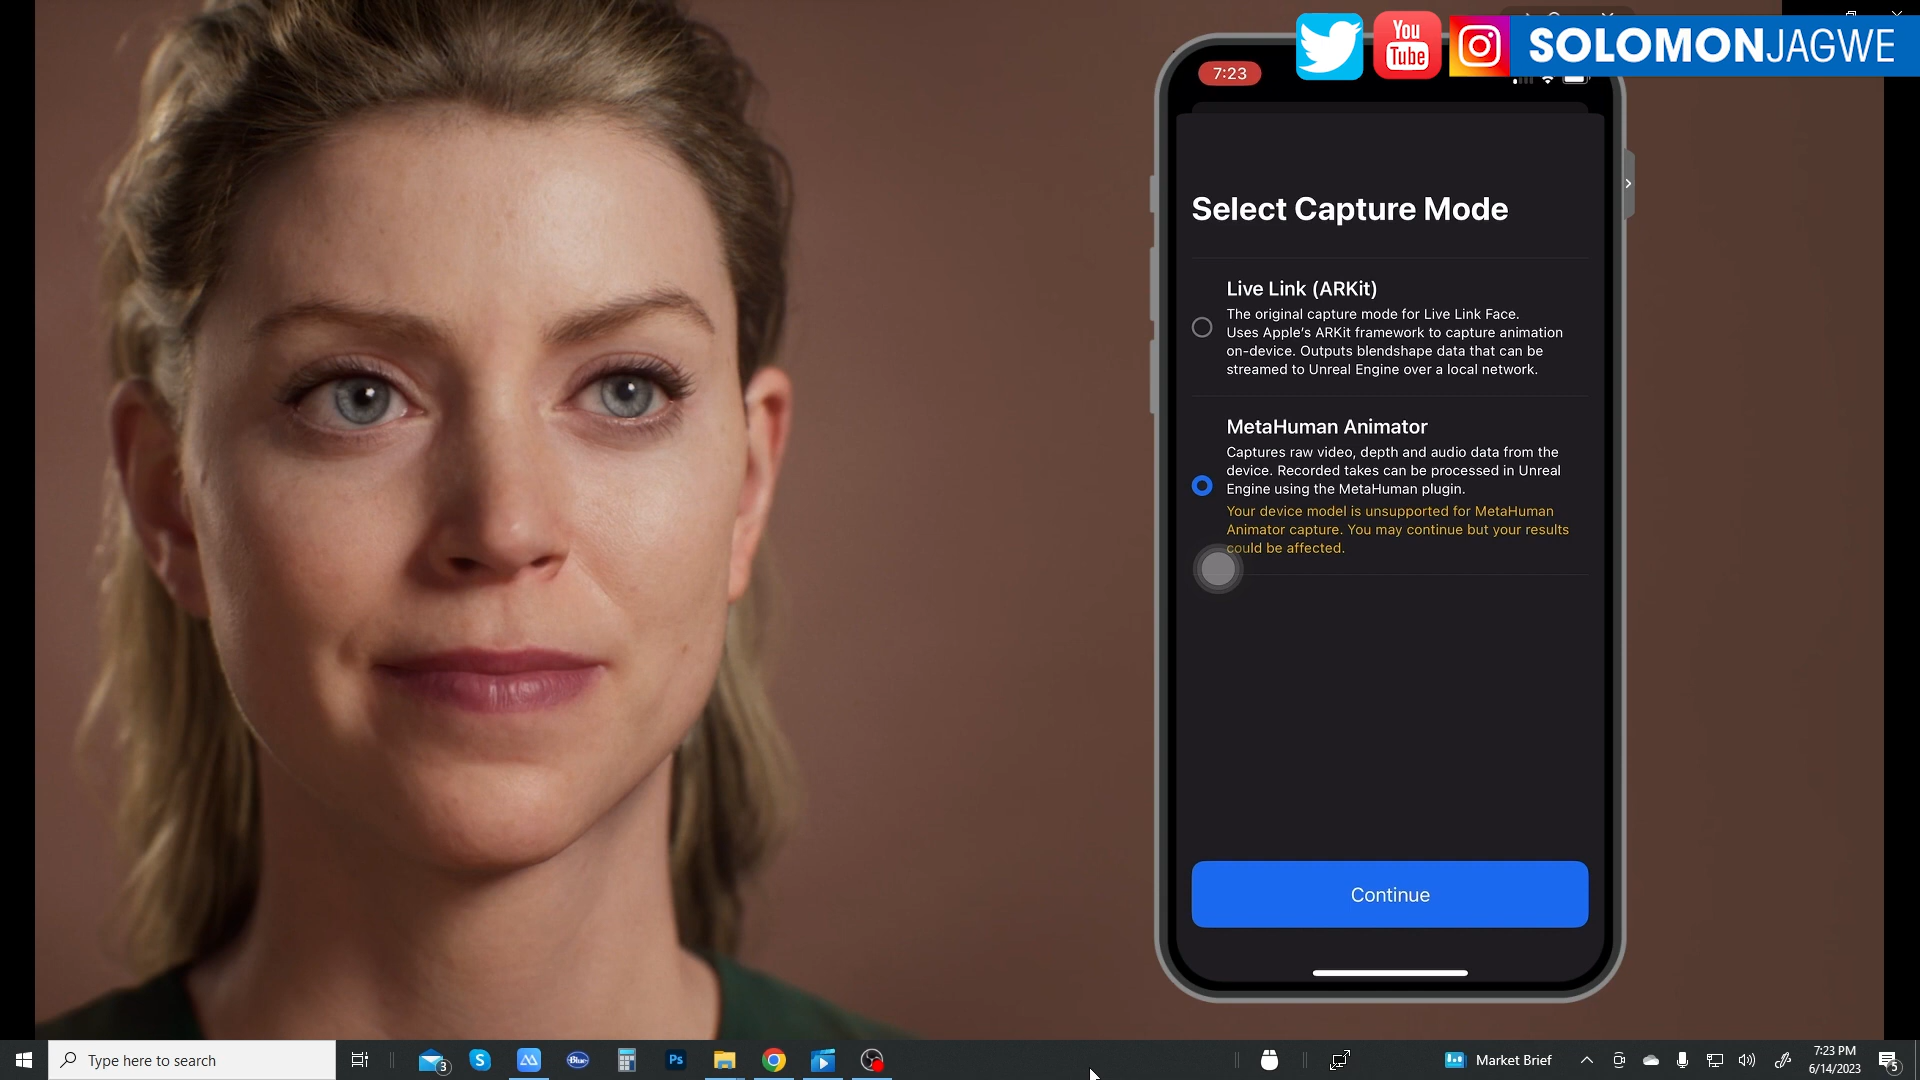 You
Tube
SOLOMONJAGWE
7:23
Select Capture Mode
Live Link (ARKit)
The original capture mode for Live Link Face.
Uses Apple's ARKit framework to capture animation
on-device. Outputs blendshape data that can be
streamed to Unreal Engine over a local network.
MetaHuman Animator
Captures raw video, depth and audio data from the
device. Recorded takes can be processed in Unreal
Engine using the MetaHuman plugin.
Your device model is unsupported for MetaHuman
Animator capture. You may continue but your results
could be affected.
Continue
Type here to search
3
S
Blue
Ps
Market Brief
7:23 PM
6/14/2023
5